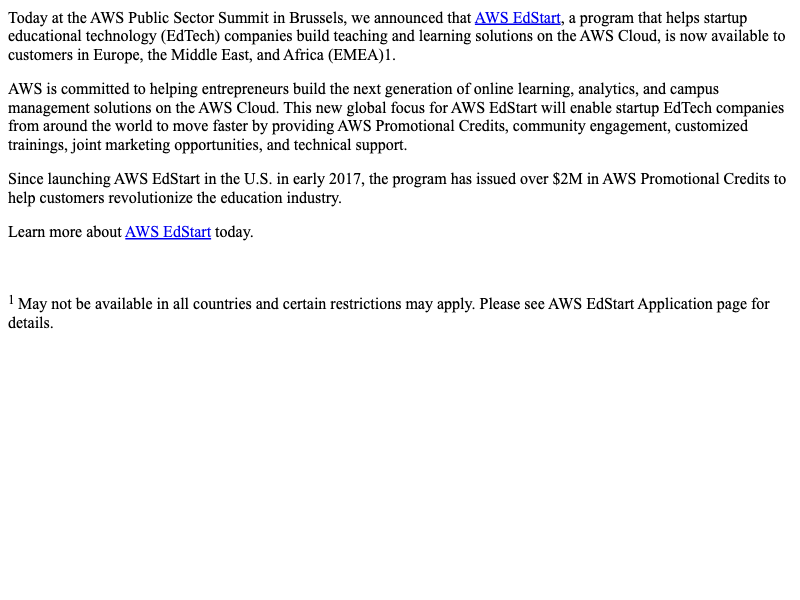 Today at the AWS Public Sector Summit in Brussels, we announced that AWS EdStart, a program that helps startup
educational technology (EdTech) companies build teaching and learning solutions on the AWS Cloud, is now available to
customers in Europe, the Middle East, and Africa (EMEA)1.
AWS is committed to helping entrepreneurs build the next generation of online learning, analytics, and campus
management solutions on the AWS Cloud. This new global focus for AWS EdStart will enable startup EdTech companies
from around the world to move faster by providing AWS Promotional Credits, community engagement, customized
trainings, joint marketing opportunities, and technical support.
Since launching AWS EdStart in the U.S. in early 2017, the program has issued over $2M in AWS Promotional Credits to
help customers revolutionize the education industry.
Learn more about AWS EdStart today.
1 May not be available in all countries and certain restrictions may apply. Please see AWS EdStart Application page for
details.